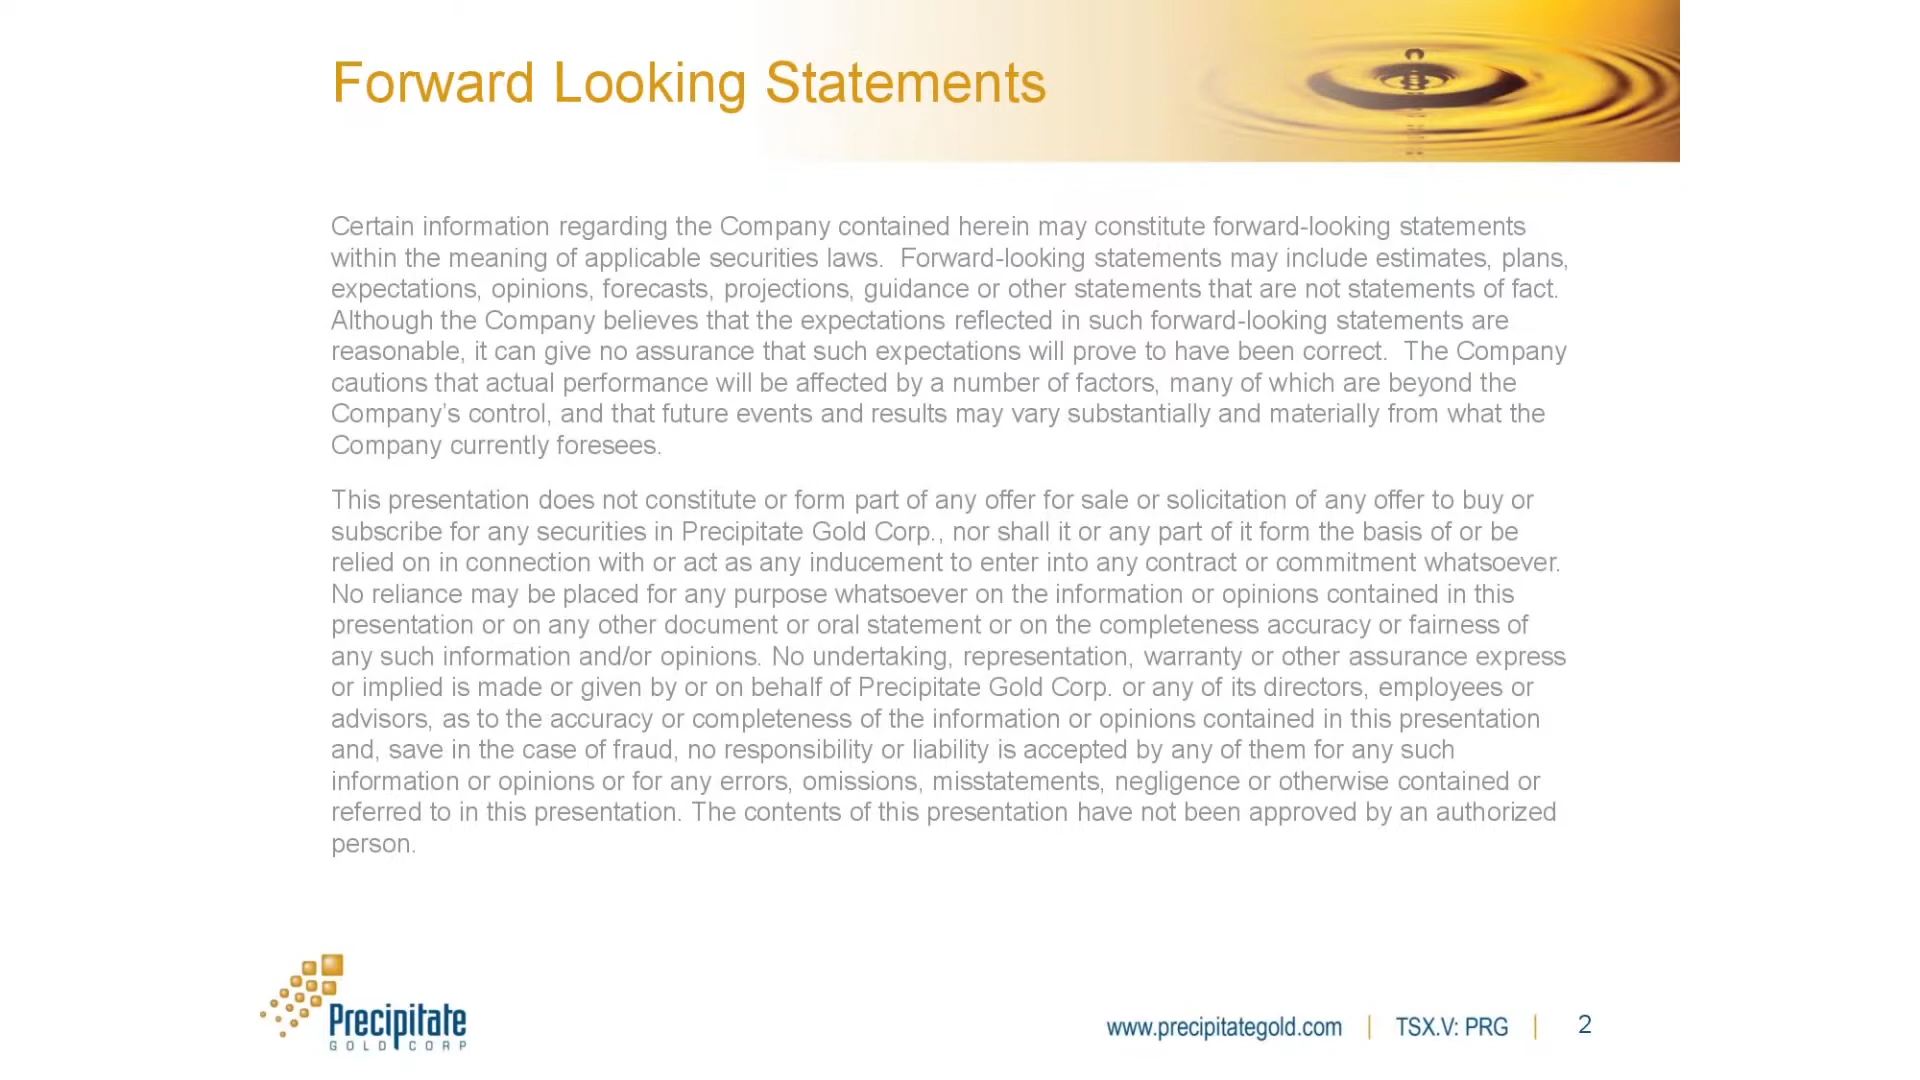 Forward Looking Statements
Certain information regarding the Company contained herein may constitute forward-looking statements
within the meaning of applicable securities laws.  Forward-looking statements may include estimates, plans,
expectations, opinions, forecasts, projections, guidance or other statements that are not statements of fact.
Although the Company believes that the expectations reflected in such forward-looking statements are
reasonable, it can give no assurance that such expectations will prove to have been correct.  The Company
cautions that actual performance will be affected by a number of factors, many of which are beyond the
Company’s control, and that future events and results may vary substantially and materially from what the
Company currently foresees.
This presentation does not constitute or form part of any offer for sale or solicitation of any offer to buy or
subscribe for any securities in Precipitate Gold Corp., nor shall it or any part of it form the basis of or be
relied on in connection with or act as any inducement to enter into any contract or commitment whatsoever.
No reliance may be placed for any purpose whatsoever on the information or opinions contained in this
presentation or on any other document or oral statement or on the completeness accuracy or fairness of
any such information and/or opinions. No undertaking, representation, warranty or other assurance express
or implied is made or given by or on behalf of Precipitate Gold Corp. or any of its directors, employees or
advisors, as to the accuracy or completeness of the information or opinions contained in this presentation
and, save in the case of fraud, no responsibility or liability is accepted by any of them for any such
information or opinions or for any errors, omissions, misstatements, negligence or otherwise contained or
referred to in this presentation. The contents of this presentation have not been approved by an authorized
person.
Precipitate
GOLD CORP
www.precipitategold.com | TSX.V: PRG | 2